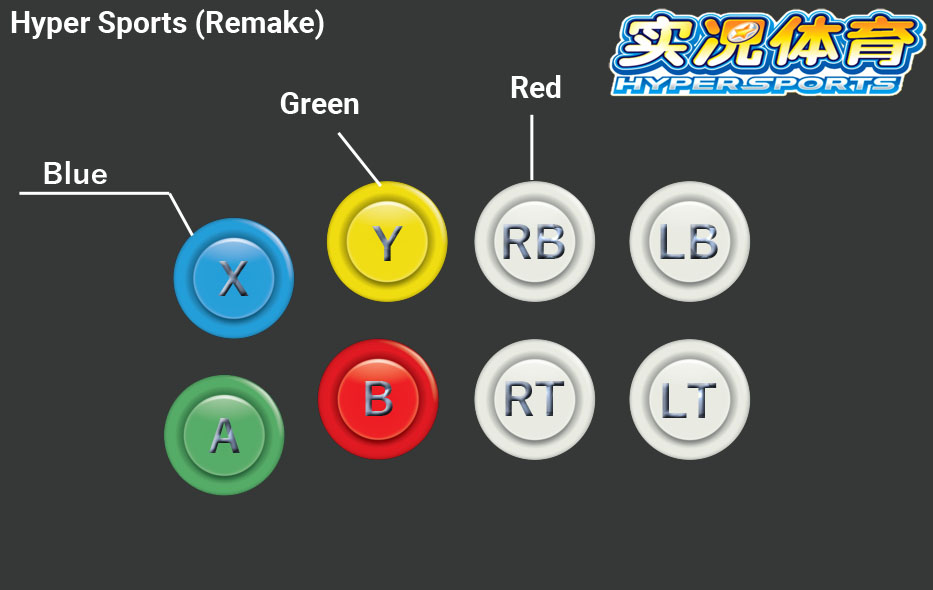 Hyper Sports (Remake)
实况体育
HYPERSPORTS
Red
Green
Blue
X
Y
RB
LB
A
B
RT
LT